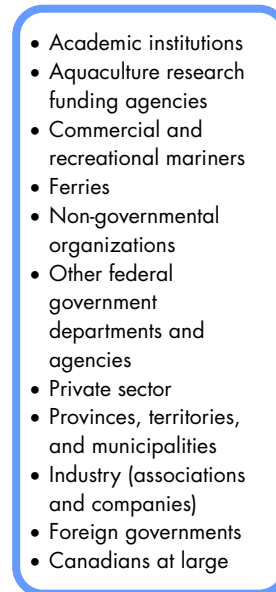 • Academic institutions
• Aquaculture research
funding agencies
• Commercial and
recreational mariners
• Ferries
• Non-governmental
organizations
• Other federal
government
departments and
agencies
• Private sector
• Provinces, territories,
and municipalities
• Industry (associations
and companies)
• Foreign governments
• Canadians at large